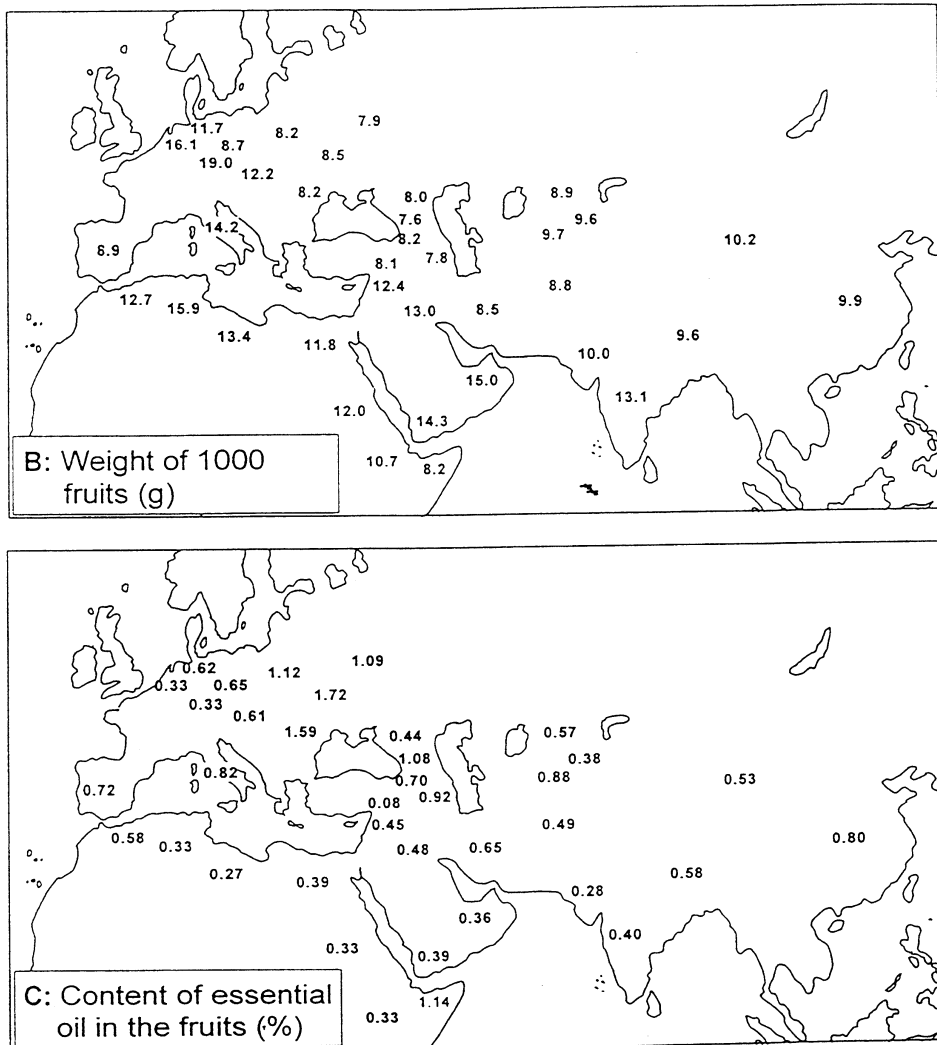 7.9
11.7 8.2
16.1 8.7 8.5
19.0
12.2
8.2 8.0 8.9
7.6 9.6
14.2 9.7
8.9 8.2 10.2
8.1 7.8
12.4 8.8
12.7 15.9 13.0 8.5 9.9
13.4 11.8 9.6
10.0
15.0
12.0 13.1
14.3
10.7 8.2
B: Weight of 1000
fruits (g)
1.09
0.62 1.12
0.33 0.65 1.72
0.33
0.61
1.59 0.44 0.57
1.08 0.38
0.82 0.70 0.88 0.53
0.72 0.08 0.92
0.45 0.49
0.58 0.33 0.48 0.65 0.80
0.27 0.39 0.58
0.28
0.36
0.33 0.39 0.40
1.14
0.33
C: Content of essential
oil in the fruits (%)